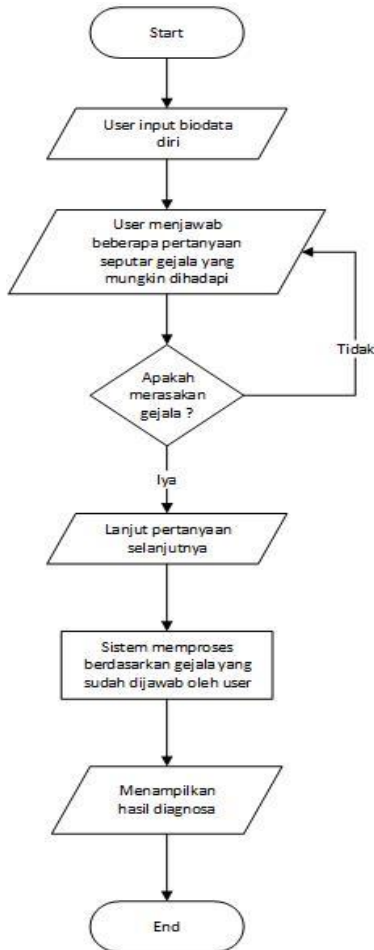 Start
User input biodata
diri
User menjawab
beberapa pertanyaan
seputar gejala yang
mungkin dihadapi
Tidak
Apakah
merasakan
gejala ?
Iya
Lanjut pertanyaan
selanjutnya
Sistem memproses
berdasarkan gejala yang
sudah dijawab oleh user
Menampilkan
hasil diagnosa
End